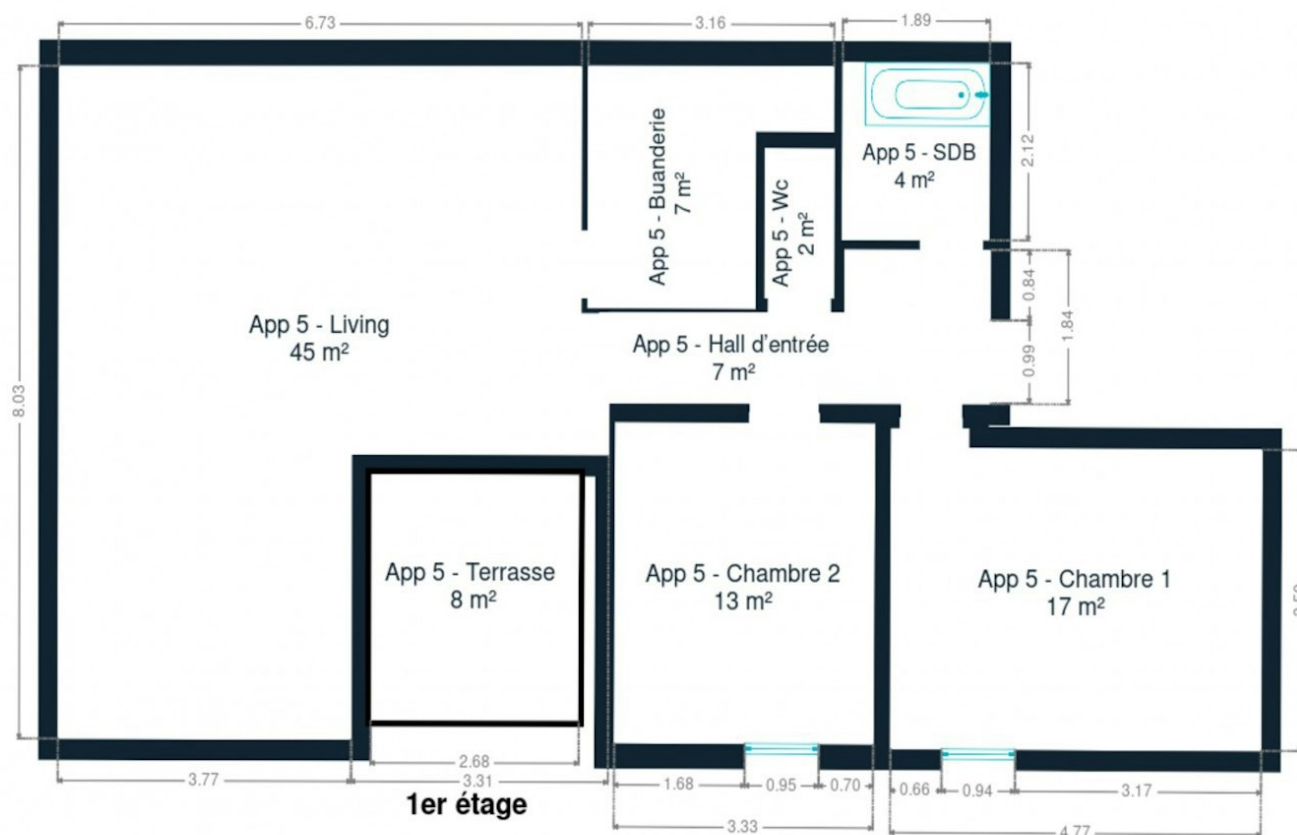 6.73
3.16
1.89
8.03
App 5 - Buanderie
7 m²
App 5 - Wc
2 m²
App 5 - SDB
4 m²
2.12
0.84
1.84
0.99
App 5 - Living
45 m²
App 5 - Hall d'entrée
7 m²
App 5 - Terrasse
8 m²
App 5 - Chambre 2
13 m²
App 5 - Chambre 1
17 m²
2.68
3.77
3.31
1.68
0.95
0.70
0.66
0.94
3.17
1er étage
3.33
4.77